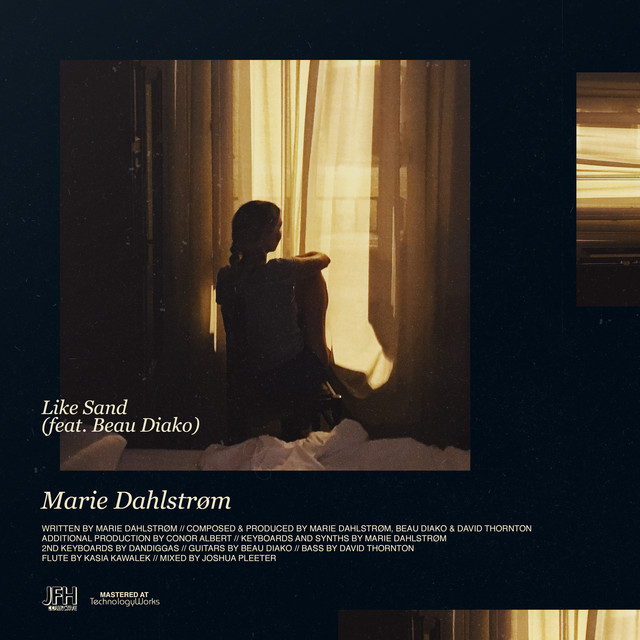 Like Sand
(feat. Beau Diako)
Marie Dahlstrøm
WRITTEN BY MARIE DAHLSTRØM // COMPOSED & PRODUCED BY MARIE DAHLSTRØM, BEAU DIAKO & DAVID THORNTON
ADDITIONAL PRODUCTION BY CONOR ALBERT // KEYBOARDS AND SYNTHS BY MARIE DAHLSTRØM
2ND KEYBOARDS BY DANDIGGAS // GUITARS BY BEAU DIAKO // BASS BY DAVID THORNTON
FLUTE BY KASIA KAWALEK // MIXED BY JOSHUA PLEETER
JFH
MASTERED AT
TechnologyWorks